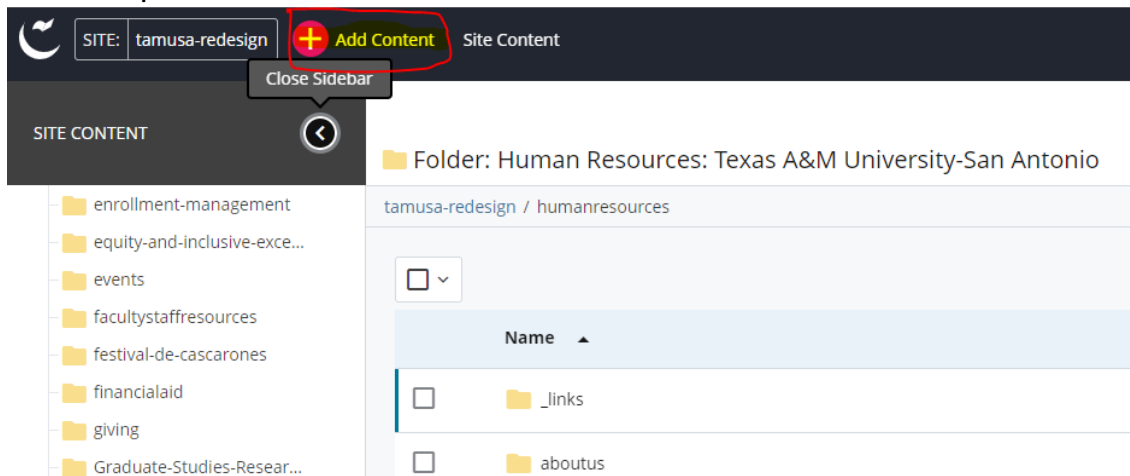 SITE: tamusa-redesign Add Content Site Content
Close Sidebar
SITE CONTENT
Folder: Human Resources: Texas A&M University-San Antonio
tamusa-redesign / humanresources
enrollment-management
equity-and-inclusive-exce...
events
facultystaffresources
festival-de-cascarones
financialaid
giving
Graduate-Studies-Resear...
Name
_links
aboutus